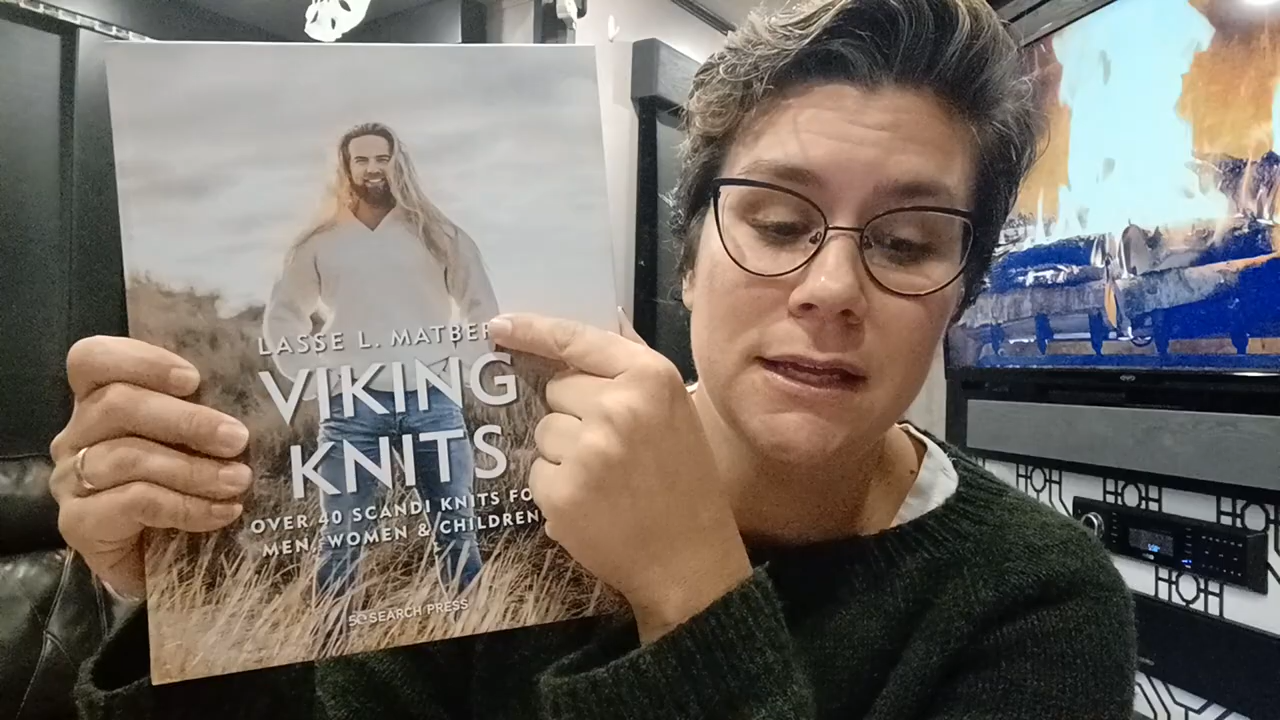 LASSE L. MATBER
VIKING
KNITS
OVER 40 SCANDI KNITS FO
MEN, WOMEN & CHILDREN
SEARCH PRESS